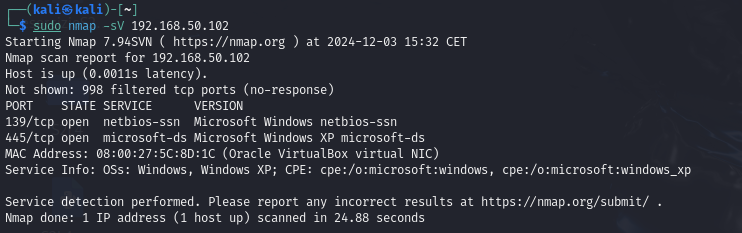 ┌──(kali㉿kali)-[~]
└─$ sudo nmap -sV 192.168.50.102
Starting Nmap 7.94SVN ( https://nmap.org ) at 2024-12-03 15:32 CET
Nmap scan report for 192.168.50.102
Host is up (0.0011s latency).
Not shown: 998 filtered tcp ports (no-response)
PORT    STATE SERVICE      VERSION
139/tcp open  netbios-ssn  Microsoft Windows netbios-ssn
445/tcp open  microsoft-ds Microsoft Windows XP microsoft-ds
MAC Address: 08:00:27:5C:8D:1C (Oracle VirtualBox virtual NIC)
Service Info: OSs: Windows, Windows XP; CPE: cpe:/o:microsoft:windows, cpe:/o:microsoft:windows_xp

Service detection performed. Please report any incorrect results at https://nmap.org/submit/ .
Nmap done: 1 IP address (1 host up) scanned in 24.88 seconds